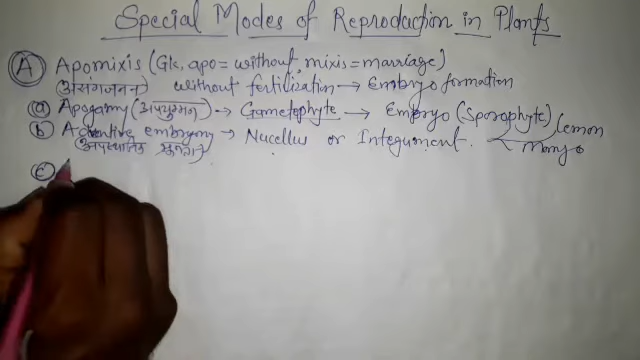 Special Modes of Reproduction in Plants
(A) Apomixis (Gk, apo = without, mixis = marriage)
(असंगजनन) without fertilization → Embryo formation
(a) Apogamy (अपयुग्मन) → Gametophyte → Embryo (Sporophyte)
(b) Adventive embryony → Nucellus or Integument. < Lemon
(अपस्थानिक Mango
(c)